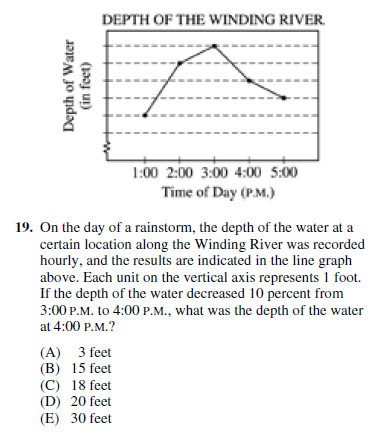 DEPTH OF THE WINDING RIVER
Depth of Water
(in feet)
1:00 2:00 3:00 4:00 5:00
Time of Day (P.M.)
19. On the day of a rainstorm, the depth of the water at a
certain location along the Winding River was recorded
hourly, and the results are indicated in the line graph
above. Each unit on the vertical axis represents 1 foot.
If the depth of the water decreased 10 percent from
3:00 P.M. to 4:00 P.M., what was the depth of the water
at 4:00 P.M.?
(A) 3 feet
(B) 15 feet
(C) 18 feet
(D) 20 feet
(E) 30 feet